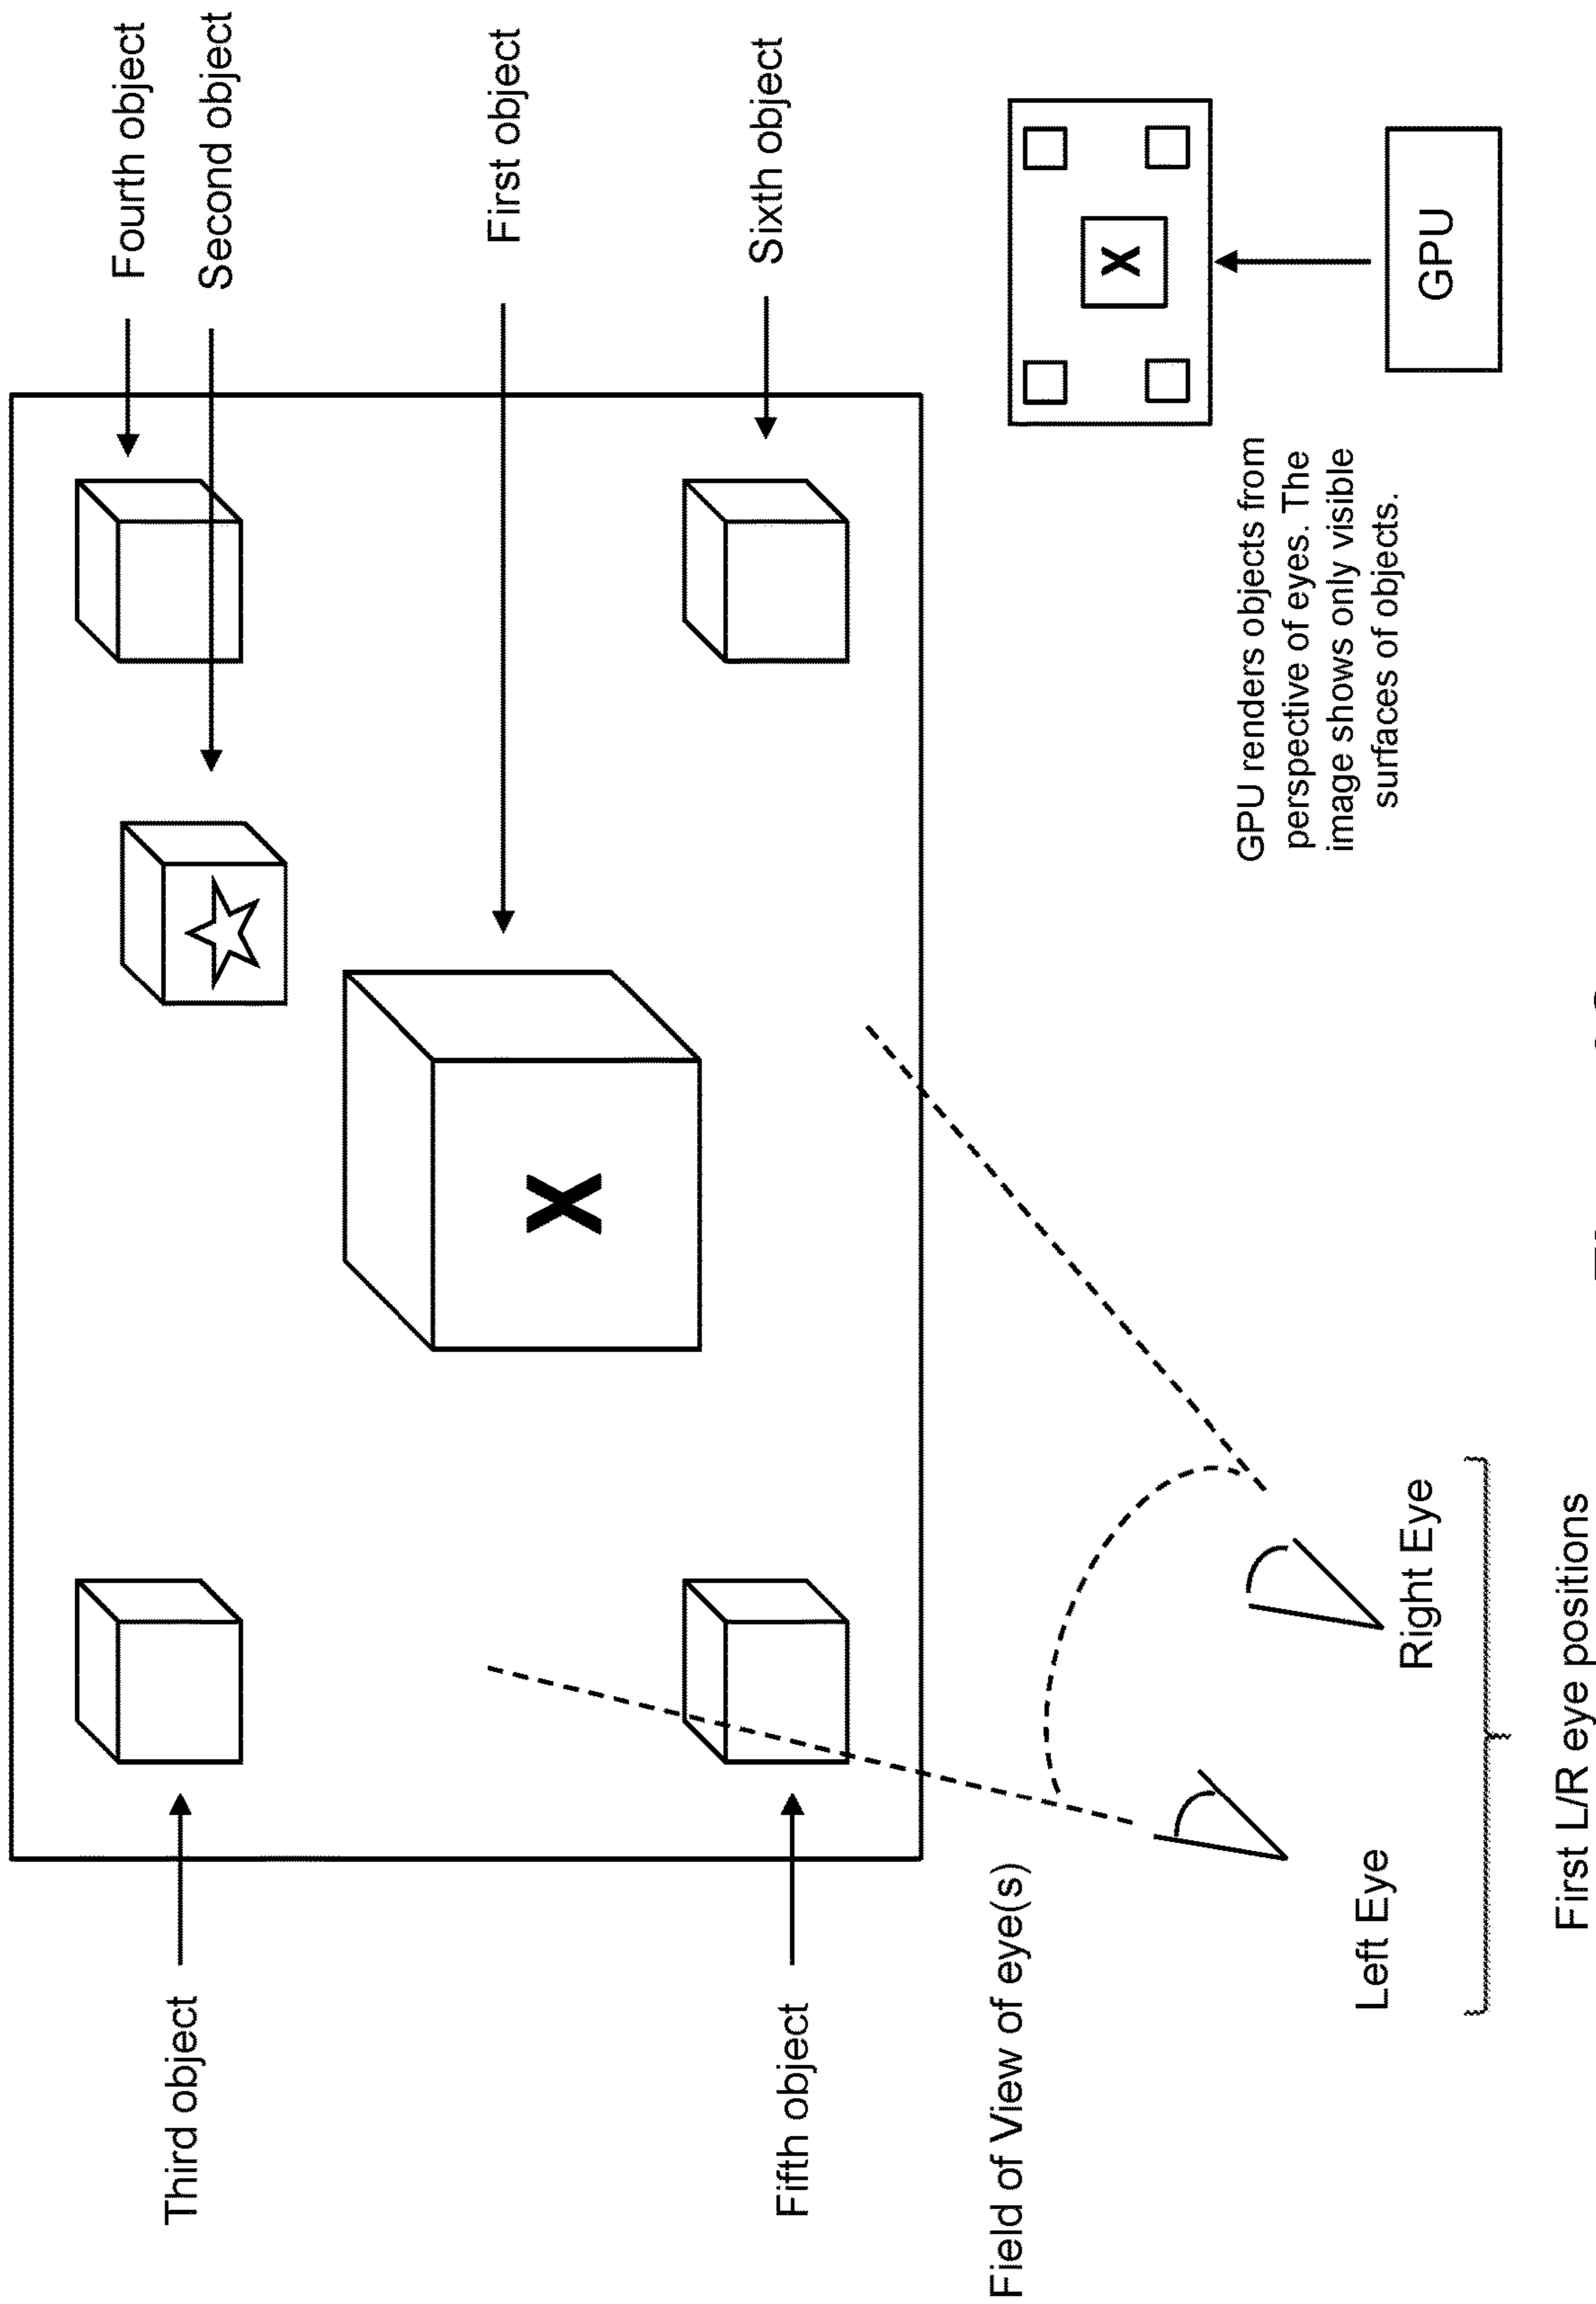 Fourth object
Second object
Third object
First object
X
Sixth object
Fifth object
Field of View of eye(s)
X
GPU renders objects from
perspective of eyes. The
image shows only visible
surfaces of objects.
GPU
Left Eye
Right Eye
First L/R eye positions